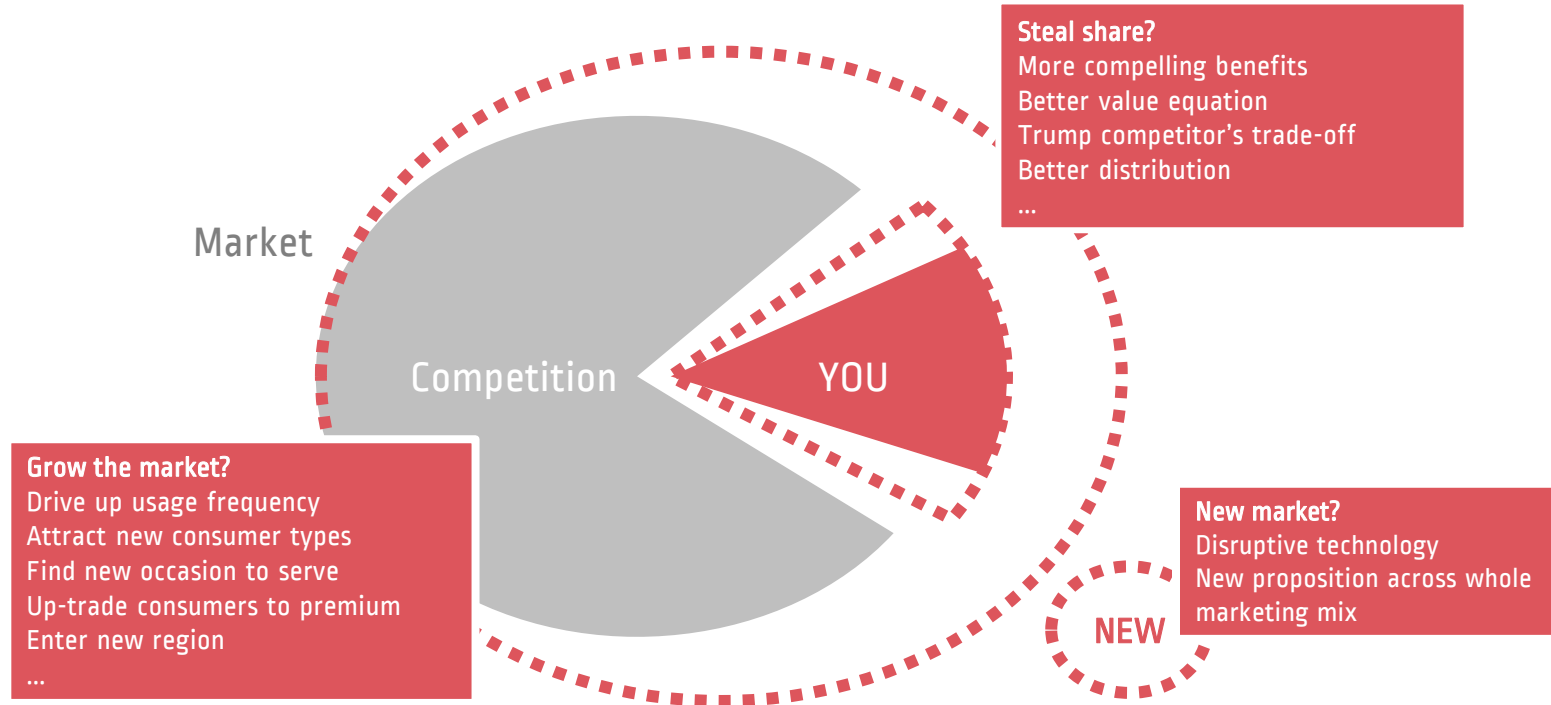 Steal share?
More compelling benefits
Better value equation
Trump competitor’s trade-off
Better distribution
...
Market
Competition
YOU
Grow the market?
Drive up usage frequency
Attract new consumer types
Find new occasion to serve
Up-trade consumers to premium
Enter new region
...
New market?
Disruptive technology
New proposition across whole
marketing mix
NEW